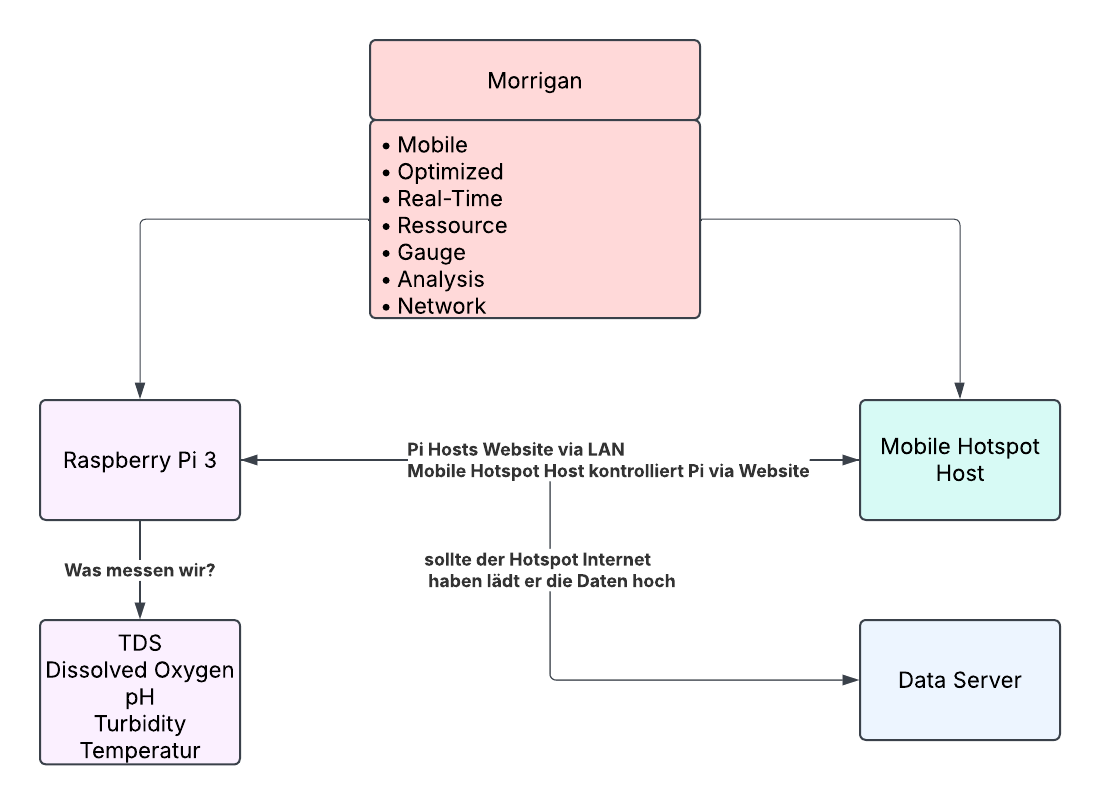 Morrigan
• Mobile
• Optimized
• Real-Time
• Ressource
• Gauge
• Analysis
• Network
Raspberry Pi 3
Pi Hosts Website via LAN
Mobile Hotspot Host kontrolliert Pi via Website
Mobile Hotspot
Host
Was messen wir?
sollte der Hotspot Internet
haben lädt er die Daten hoch
TDS
Dissolved Oxygen
pH
Turbidity
Temperatur
Data Server